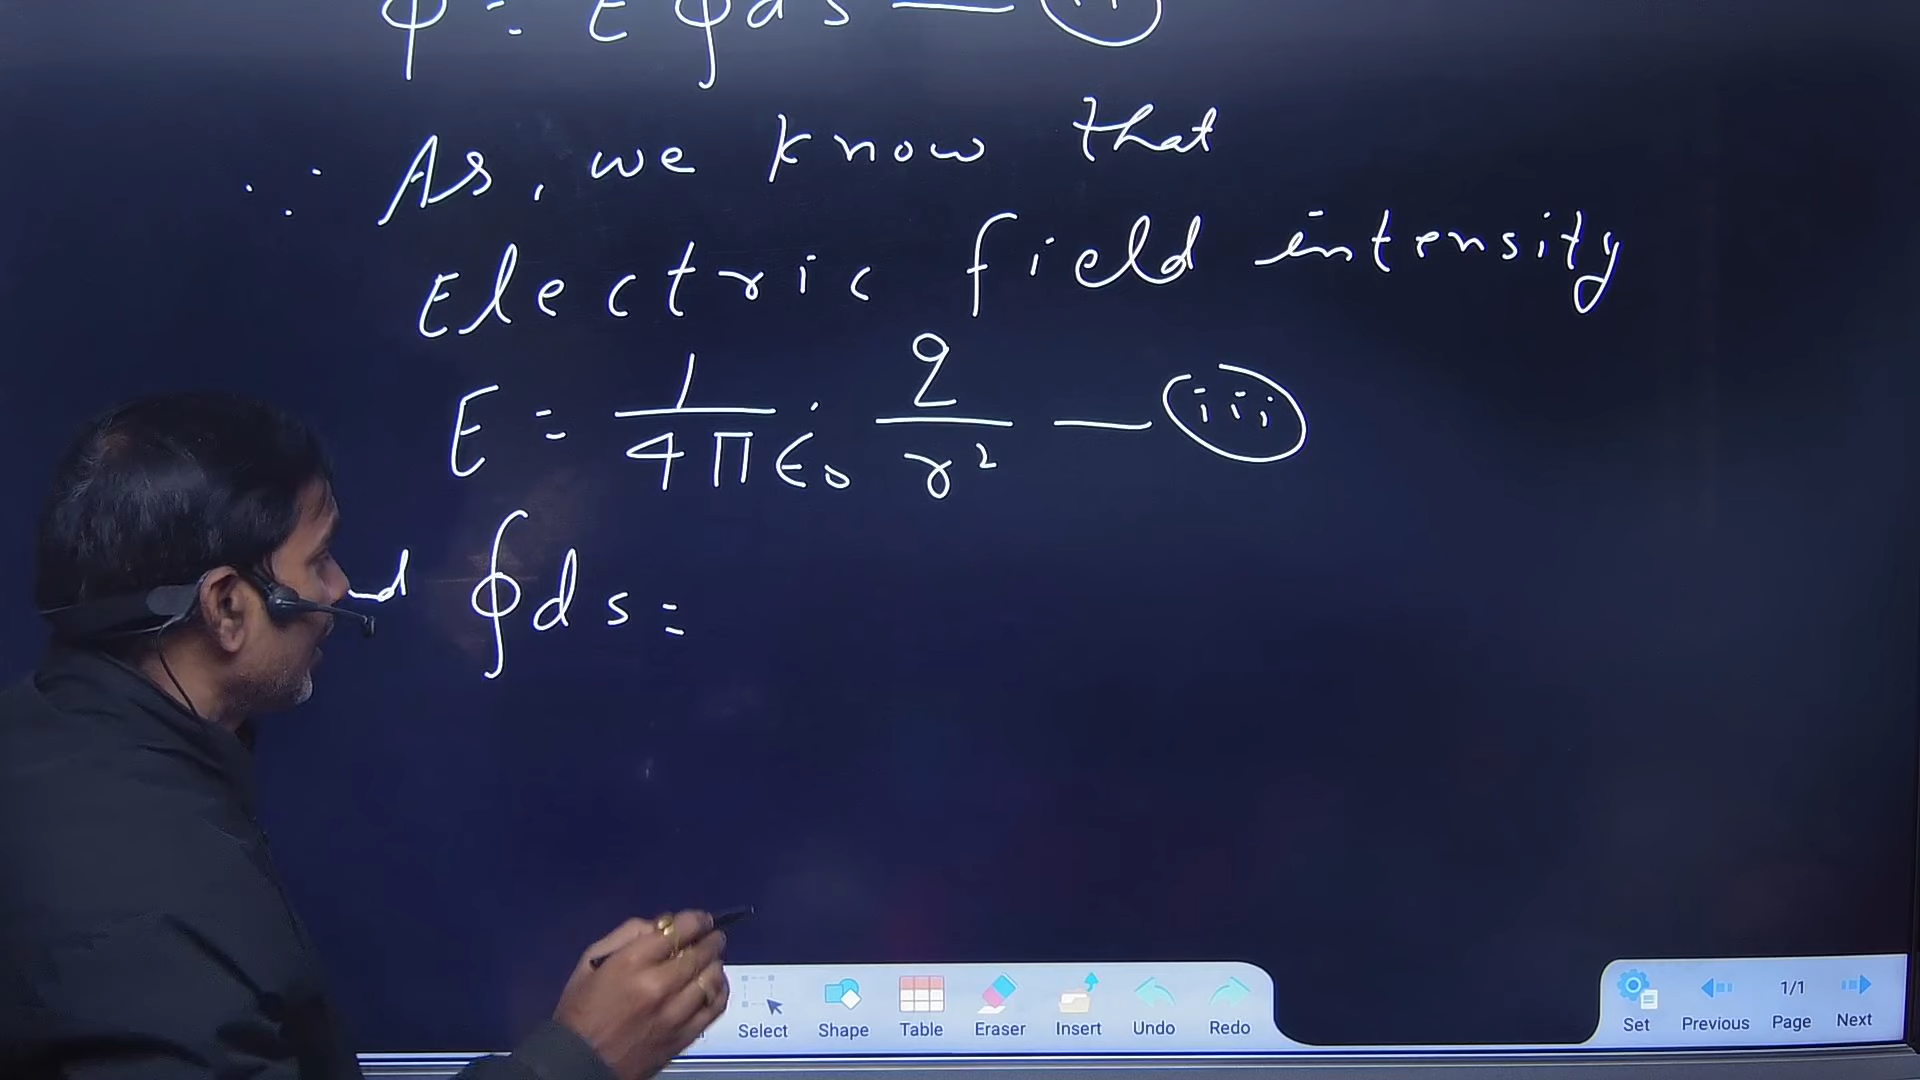 ϕ = E ∮ds — (ii)
∵ As, we know that
Electric field intensity
E = 1/4πϵ₀ · q/r² — (iii)
∮ds =
Select Shape Table Eraser Insert Undo Redo Set Previous 1/1 Page Next